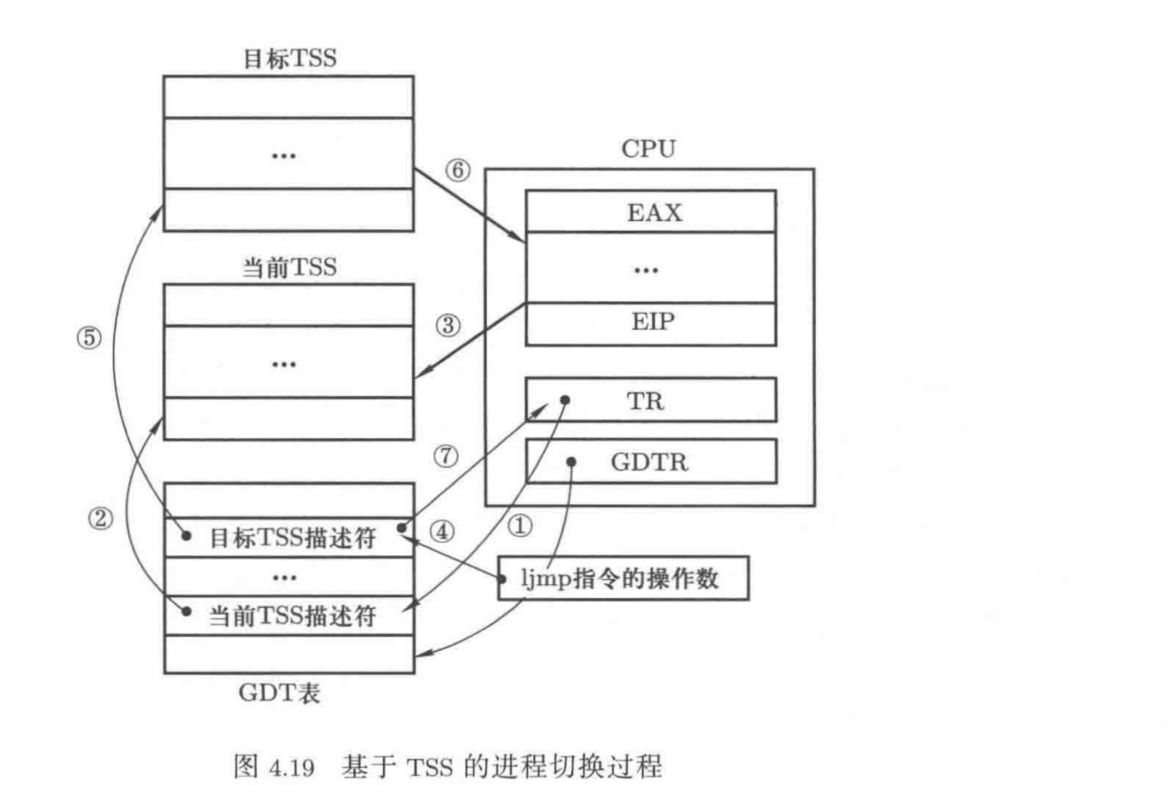 目标TSS
...
⑥
CPU
EAX
...
EIP
当前TSS
...
③
⑤
TR
⑦
GDTR
②
目标TSS描述符
④
①
...
ljmp指令的操作数
当前TSS描述符
GDT表
图 4.19 基于 TSS 的进程切换过程